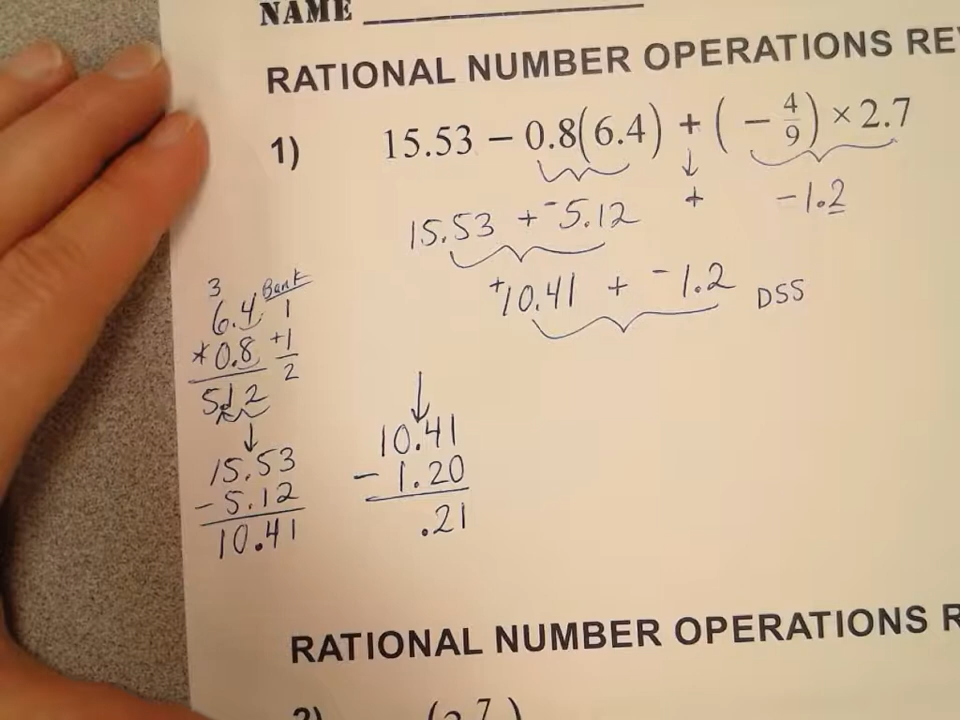 NAME
RATIONAL NUMBER OPERATIONS RE
1) 15.53 − 0.8(6.4) + (− 4/9) × 2.7
15.53 + ⁻5.12 + −1.2
⁺10.41 + ⁻1.2 DSS
3 Bank
6.4 1
*0.8 +1
5.12 2
15.53
− 5.12
10.41
10.41
− 1.20
.21
RATIONAL NUMBER OPERATIONS R
2)